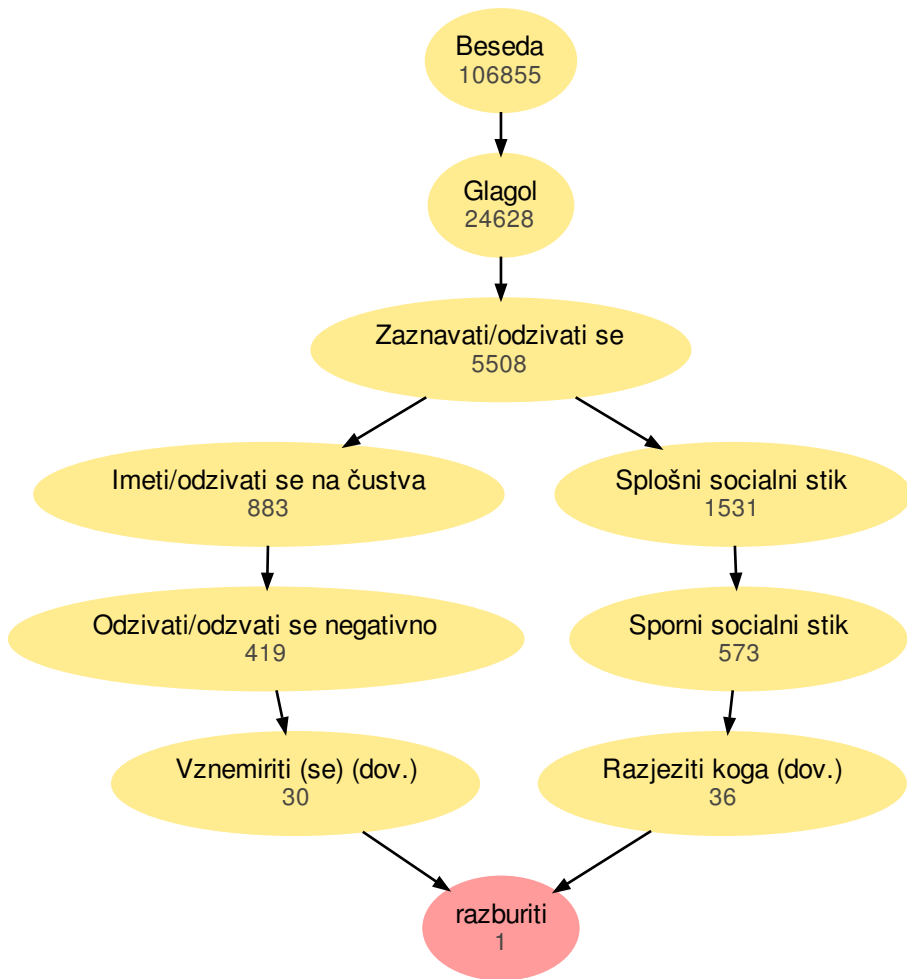 Beseda
106855
Glagol
24628
Zaznavati/odzivati se
5508
Imeti/odzivati se na čustva
883
Splošni socialni stik
1531
Odzivati/odzvati se negativno
419
Sporni socialni stik
573
Vznemiriti (se) (dov.)
30
Razjeziti koga (dov.)
36
razburiti
1